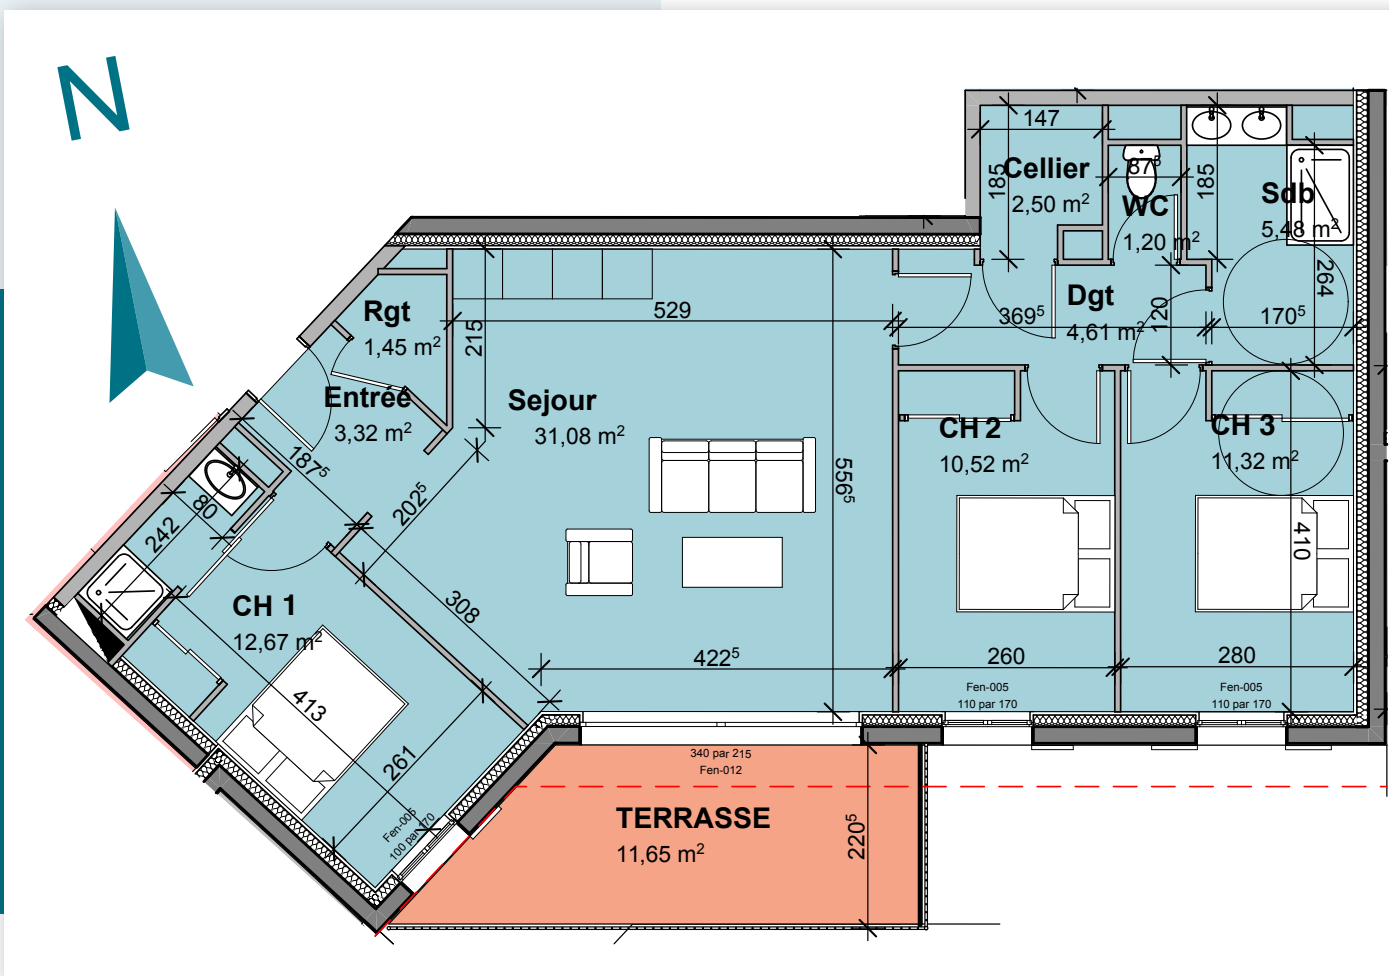 N
147
Cellier
2,50 m²
185
87⁵
WC
1,20 m²
185
Sdb
5,48 m²
264
Rgt
1,45 m²
215
529
Dgt
4,61 m²
369⁵
120
170⁵
Entrée
3,32 m²
Sejour
31,08 m²
CH 2
10,52 m²
CH 3
11,32 m²
187⁵
202⁵
556⁵
80
242
410
CH 1
12,67 m²
308
422⁵
260
280
Fen-005
110 par 170
Fen-005
110 par 170
413
261
Fen-005
100 par 170
340 par 215
Fen-012
TERRASSE
11,65 m²
220⁵